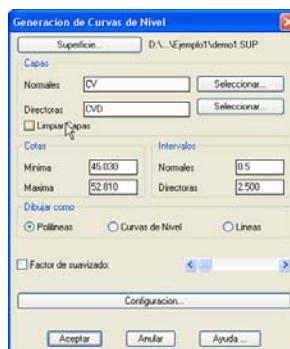 Generacion de Curvas de Nivel
Superficie... D:\...\Ejemplo1\demo1.SUP
Capas
Normales CV Seleccionar...
Directoras CVD Seleccionar...
Limpiar Capas
Cotas Intervalos
Minima 45.030 Normales 0.5
Maxima 52.810 Directoras 2.500
Dibujar como
Polilineas Curvas de Nivel Lineas
Factor de suavizado:
Configuracion...
Aceptar Anular Ayuda ...